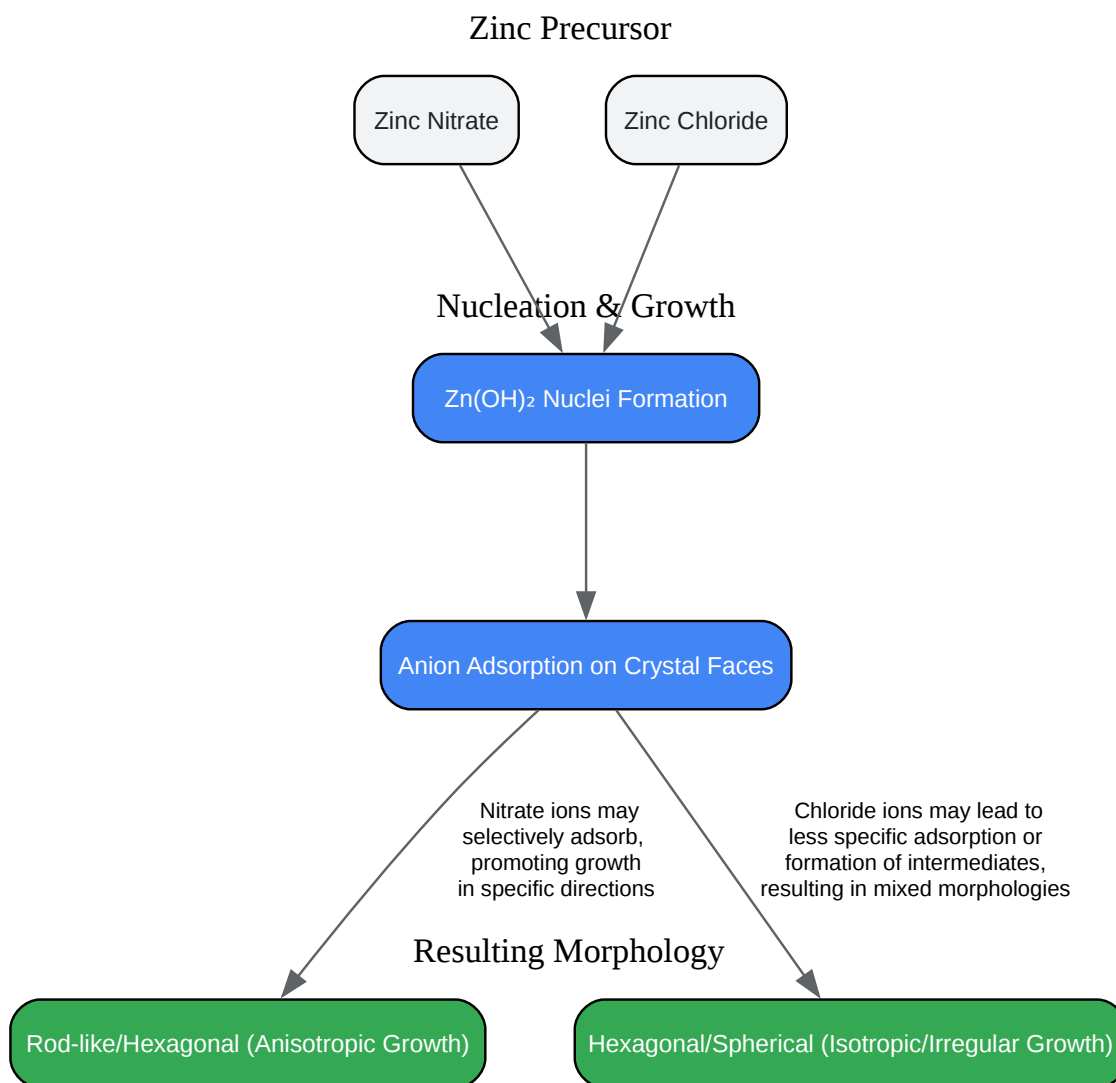 Zinc Precursor
Zinc Nitrate
Zinc Chloride
Nucleation & Growth
Zn(OH)₂ Nuclei Formation
Anion Adsorption on Crystal Faces
Nitrate ions may
selectively adsorb,
promoting growth
in specific directions
Chloride ions may lead to
less specific adsorption or
formation of intermediates,
resulting in mixed morphologies
Resulting Morphology
Rod-like/Hexagonal (Anisotropic Growth)
Hexagonal/Spherical (Isotropic/Irregular Growth)